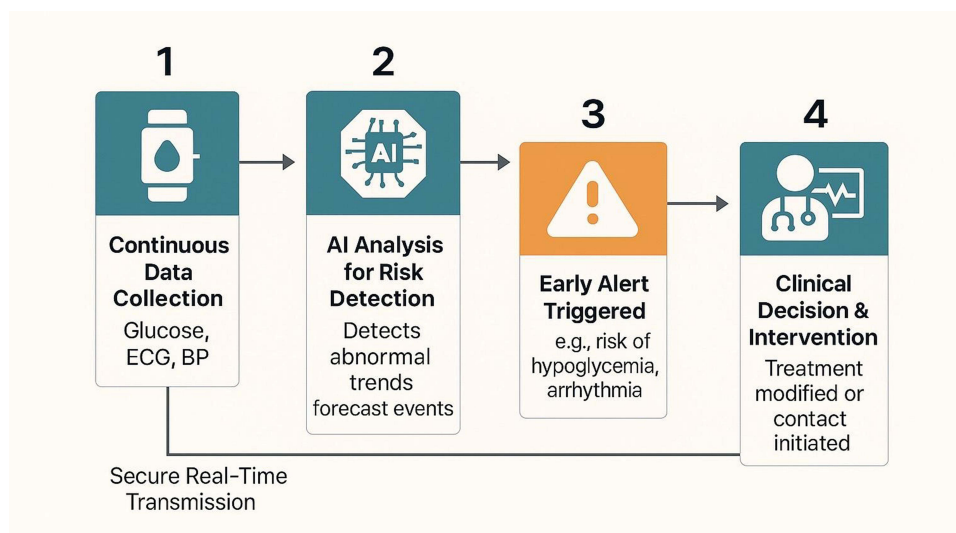 1
Continuous
Data
Collection
Glucose,
ECG, BP
2
AI
AI Analysis
for Risk
Detection
Detects
abnormal
trends
forecast events
3
Early Alert
Triggered
e.g., risk of
hypoglycemia,
arrhythmia
4
Clinical
Decision &
Intervention
Treatment
modified or
contact
initiated
Secure Real-Time
Transmission